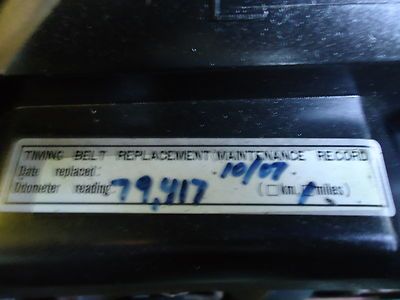 TIMING BELT REPLACEMENT MAINTENANCE RECORD
Date replaced: 10/07
Odometer reading: 79,417 (□km, □miles)